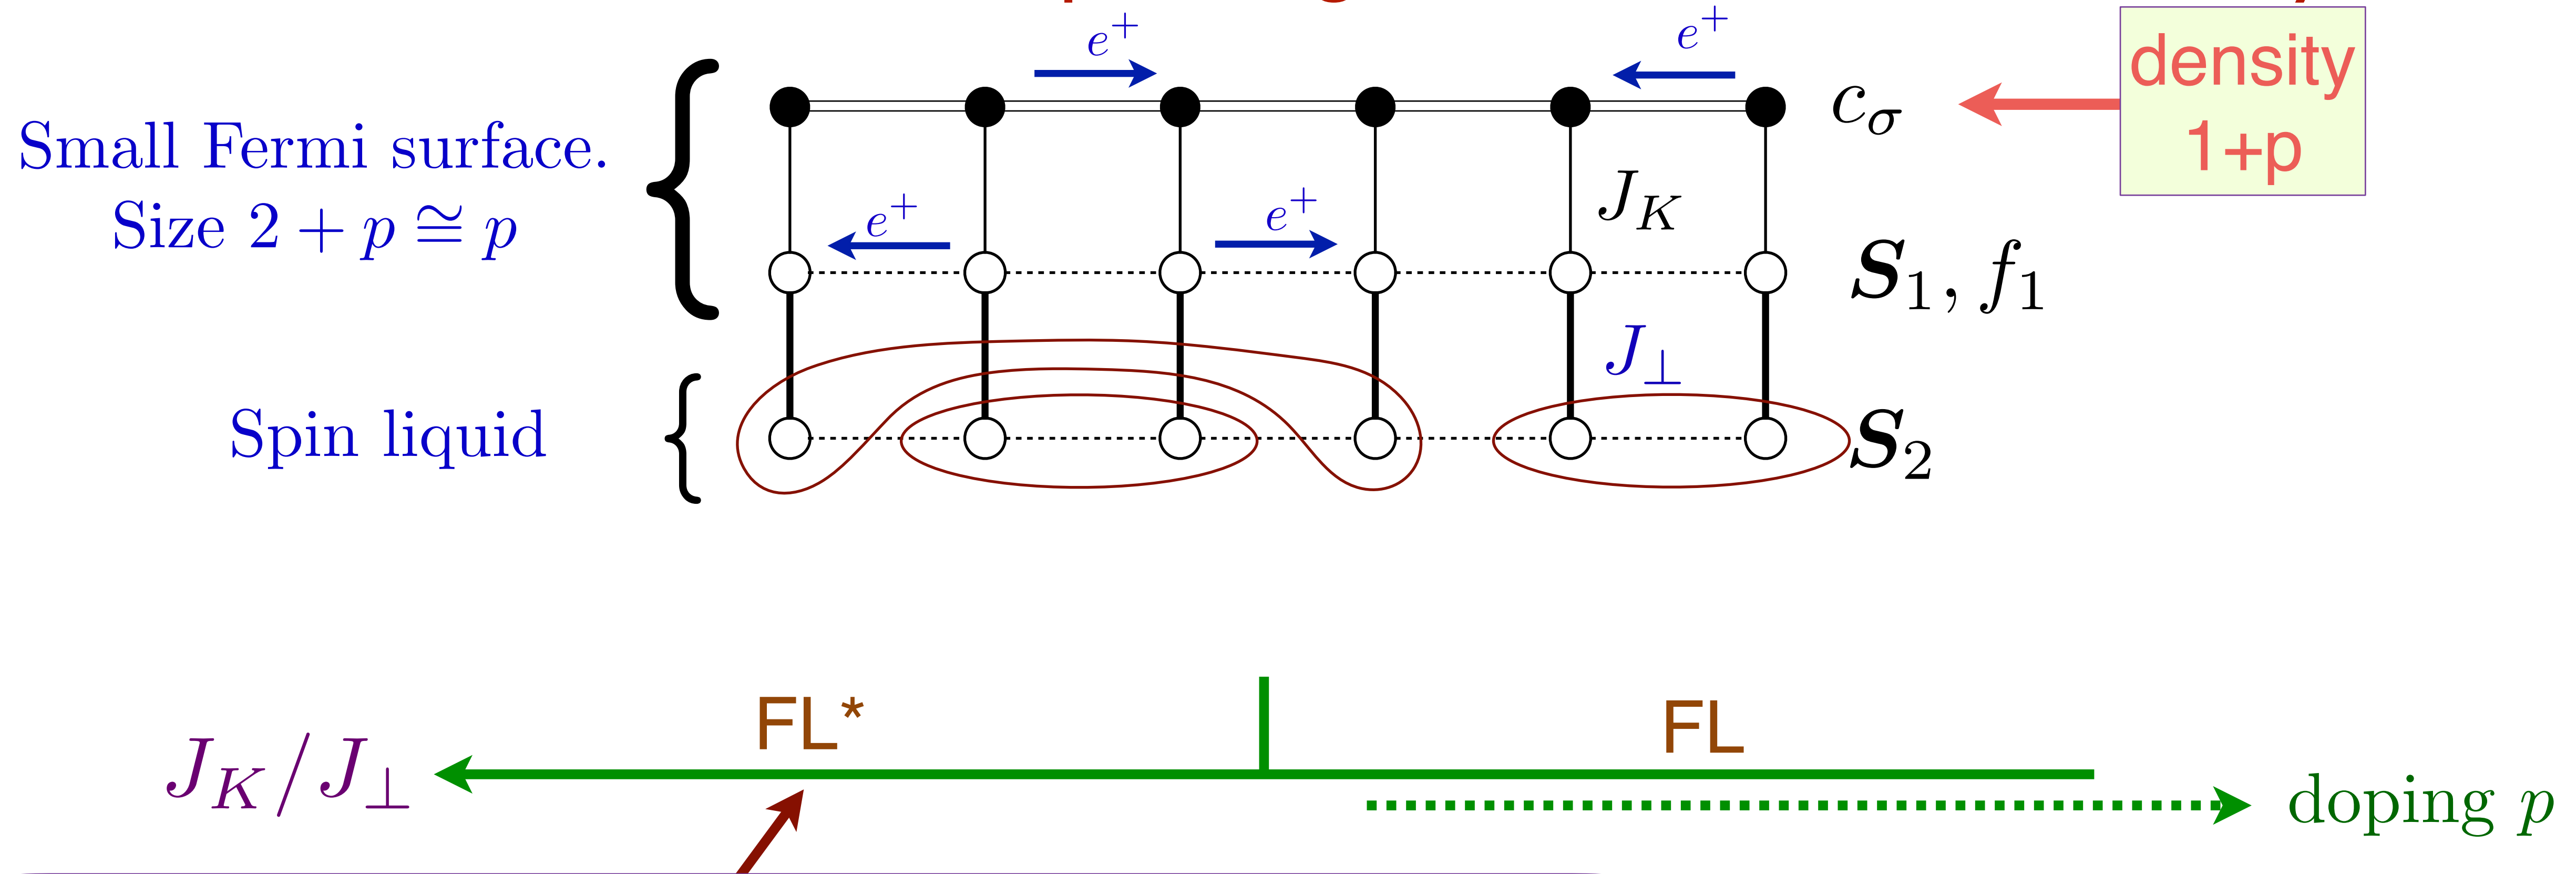 e⁺
e⁺
density
1+p
c_σ
Small Fermi surface.
Size 2 + p ≅ p
J_K
e⁺
e⁺
S₁, f₁
J_⊥
Spin liquid
S₂
FL*
FL
J_K/J_⊥
doping p